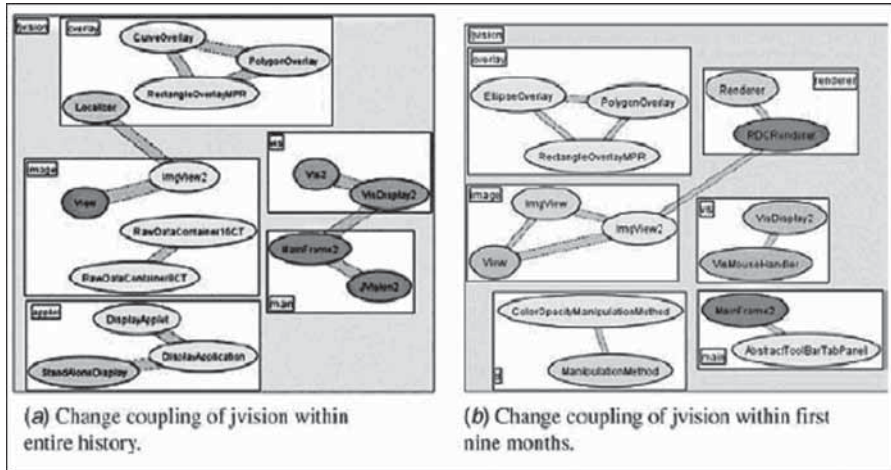 jvision
overlay
CurveOverlay
PolygonOverlay
RectangleOverlayMPR
Localizer
image
ImgView2
View
RawDataContainer16CT
RawDataContainer8CT
vis
Vis2
VisDisplay2
MainFrame2
JVision2
main
applet
DisplayApplet
DisplayApplication
StandAloneDisplay
(a) Change coupling of jvision within
entire history.
jvision
overlay
EllipseOverlay
PolygonOverlay
RectangleOverlayMPR
Renderer
renderer
RDCRenderer
image
ImgView
ImgView2
View
vis
VisDisplay2
VisMouseHandler
ColorOpacityManipulationMethod
ManipulationMethod
MainFrame2
main
AbstractToolBarTabPanel
(b) Change coupling of jvision within first
nine months.